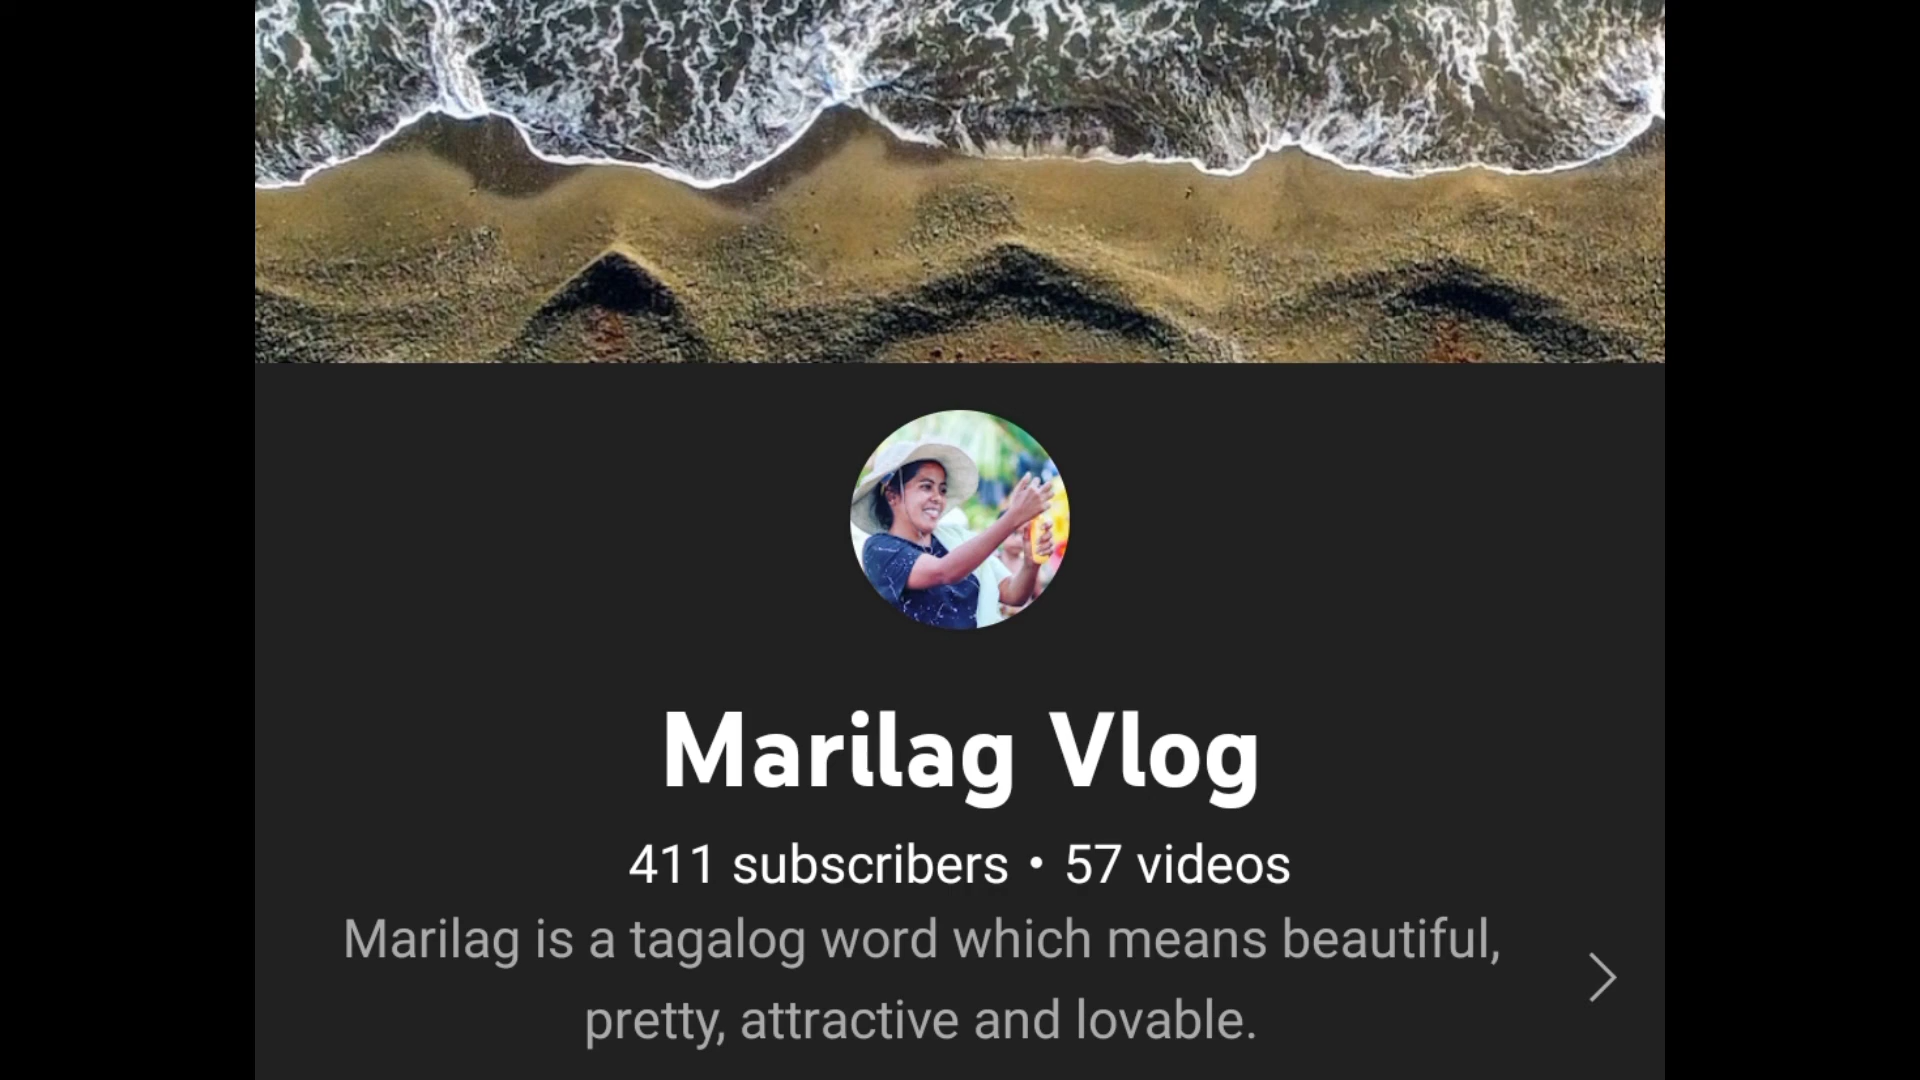 Marilag Vlog
411 subscribers • 57 videos
Marilag is a tagalog word which means beautiful,
pretty, attractive and lovable.